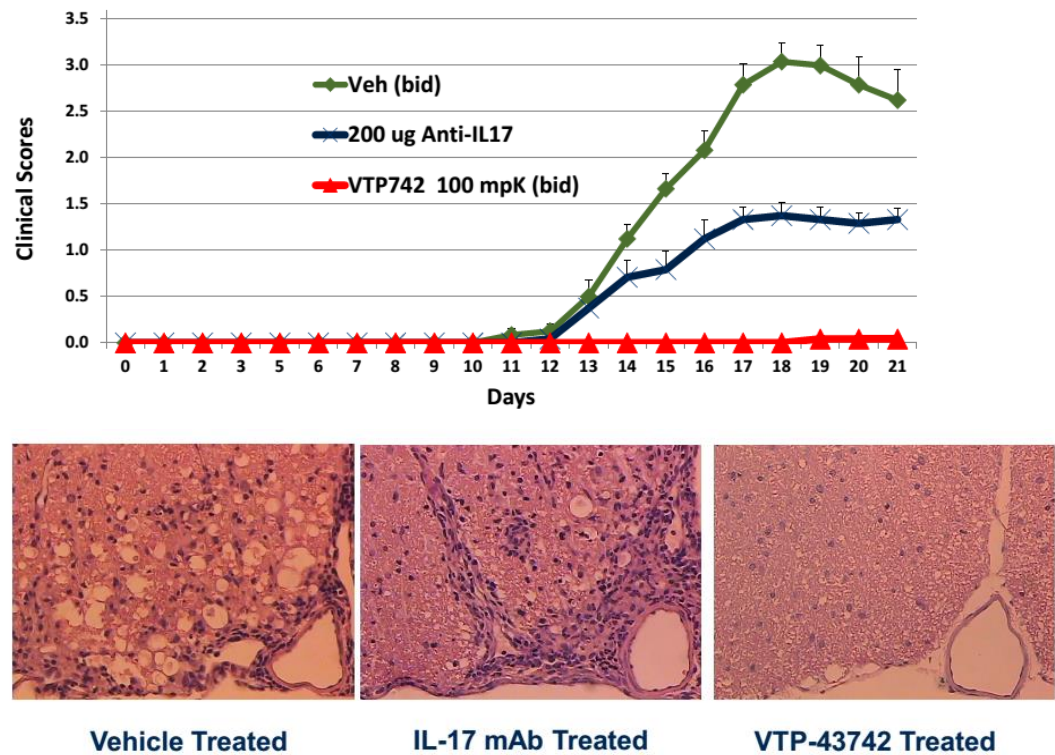 3.5
3.0
2.5
2.0
1.5
1.0
0.5
0.0
Clinical Scores
Veh (bid)
200 ug Anti-IL17
VTP742 100 mpK (bid)
0 1 2 3 5 6 7 8 9 10 11 12 13 14 15 16 17 18 19 20 21
Days
Vehicle Treated IL-17 mAb Treated VTP-43742 Treated